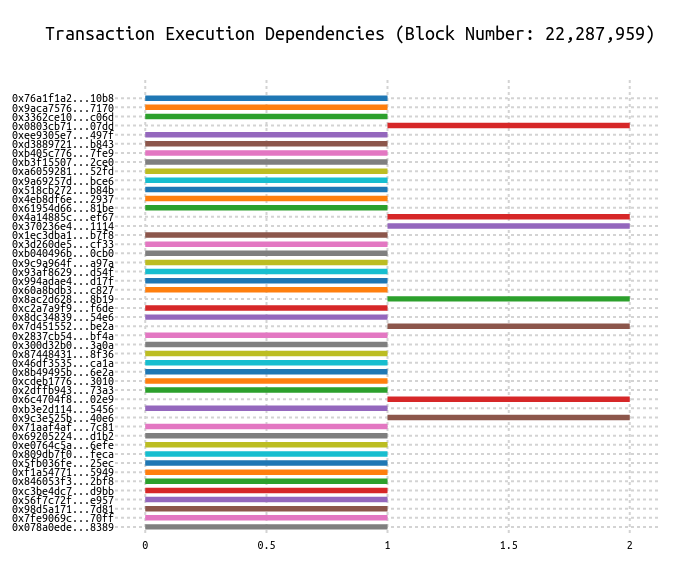 Transaction Execution Dependencies (Block Number: 22,287,959)
0x76a1f1a2...10b8
0x9aca7576...7170
0x3362ce10...c06d
0x0803cb71...07dd
0xee9305e7...497f
0xd3889721...b843
0xb405c776...7fe9
0xb3f15507...2ce0
0xa6059281...52fd
0x9a69257d...bce6
0x518cb272...b84b
0x4eb8df6e...2937
0x61954d66...81be
0x4a14885c...ef67
0x370236e4...1114
0x1ec3dba1...b7f8
0x3d260de5...cf33
0xb040496b...0cb0
0x9c9a964f...a97a
0x93af8629...d54f
0x994adae4...d17f
0x60a8bdb3...c827
0x8ac2d628...8b19
0xc2a7a9f9...f6de
0x8dc34839...54e6
0x7d451552...be2a
0x2837cb54...bf4a
0x300d32b0...3a0a
0x87448431...8f36
0x46df3535...ca1a
0x8b49495b...6e2a
0xcdeb1776...3010
0x2dffb943...73a3
0x6c4704f8...02e9
0xb3e2d114...5456
0x9c3e525b...40e6
0x71aaf4af...7c81
0x69205224...d1b2
0xe0764c5a...6efe
0x809db7f0...feca
0x5fb036fe...25ec
0xf1a54771...5949
0x846053f3...2bf8
0xc3be4dc7...d9bb
0x56f7c72f...e957
0x98d5a171...7d81
0x7fe9069c...70ff
0x078a0ede...8389
0 0.5 1 1.5 2